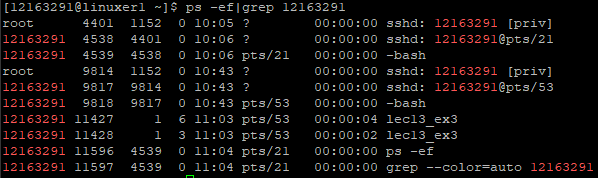 [12163291@linuxer1 ~]$ ps -ef|grep 12163291
root 4401 1152 0 10:05 ? 00:00:00 sshd: 12163291 [priv]
12163291 4538 4401 0 10:06 ? 00:00:00 sshd: 12163291@pts/21
12163291 4539 4538 0 10:06 pts/21 00:00:00 -bash
root 9814 1152 0 10:43 ? 00:00:00 sshd: 12163291 [priv]
12163291 9817 9814 0 10:43 ? 00:00:00 sshd: 12163291@pts/53
12163291 9818 9817 0 10:43 pts/53 00:00:00 -bash
12163291 11427 1 6 11:03 pts/53 00:00:04 lec13_ex3
12163291 11428 1 3 11:03 pts/53 00:00:02 lec13_ex3
12163291 11596 4539 0 11:04 pts/21 00:00:00 ps -ef
12163291 11597 4539 0 11:04 pts/21 00:00:00 grep --color=auto 12163291